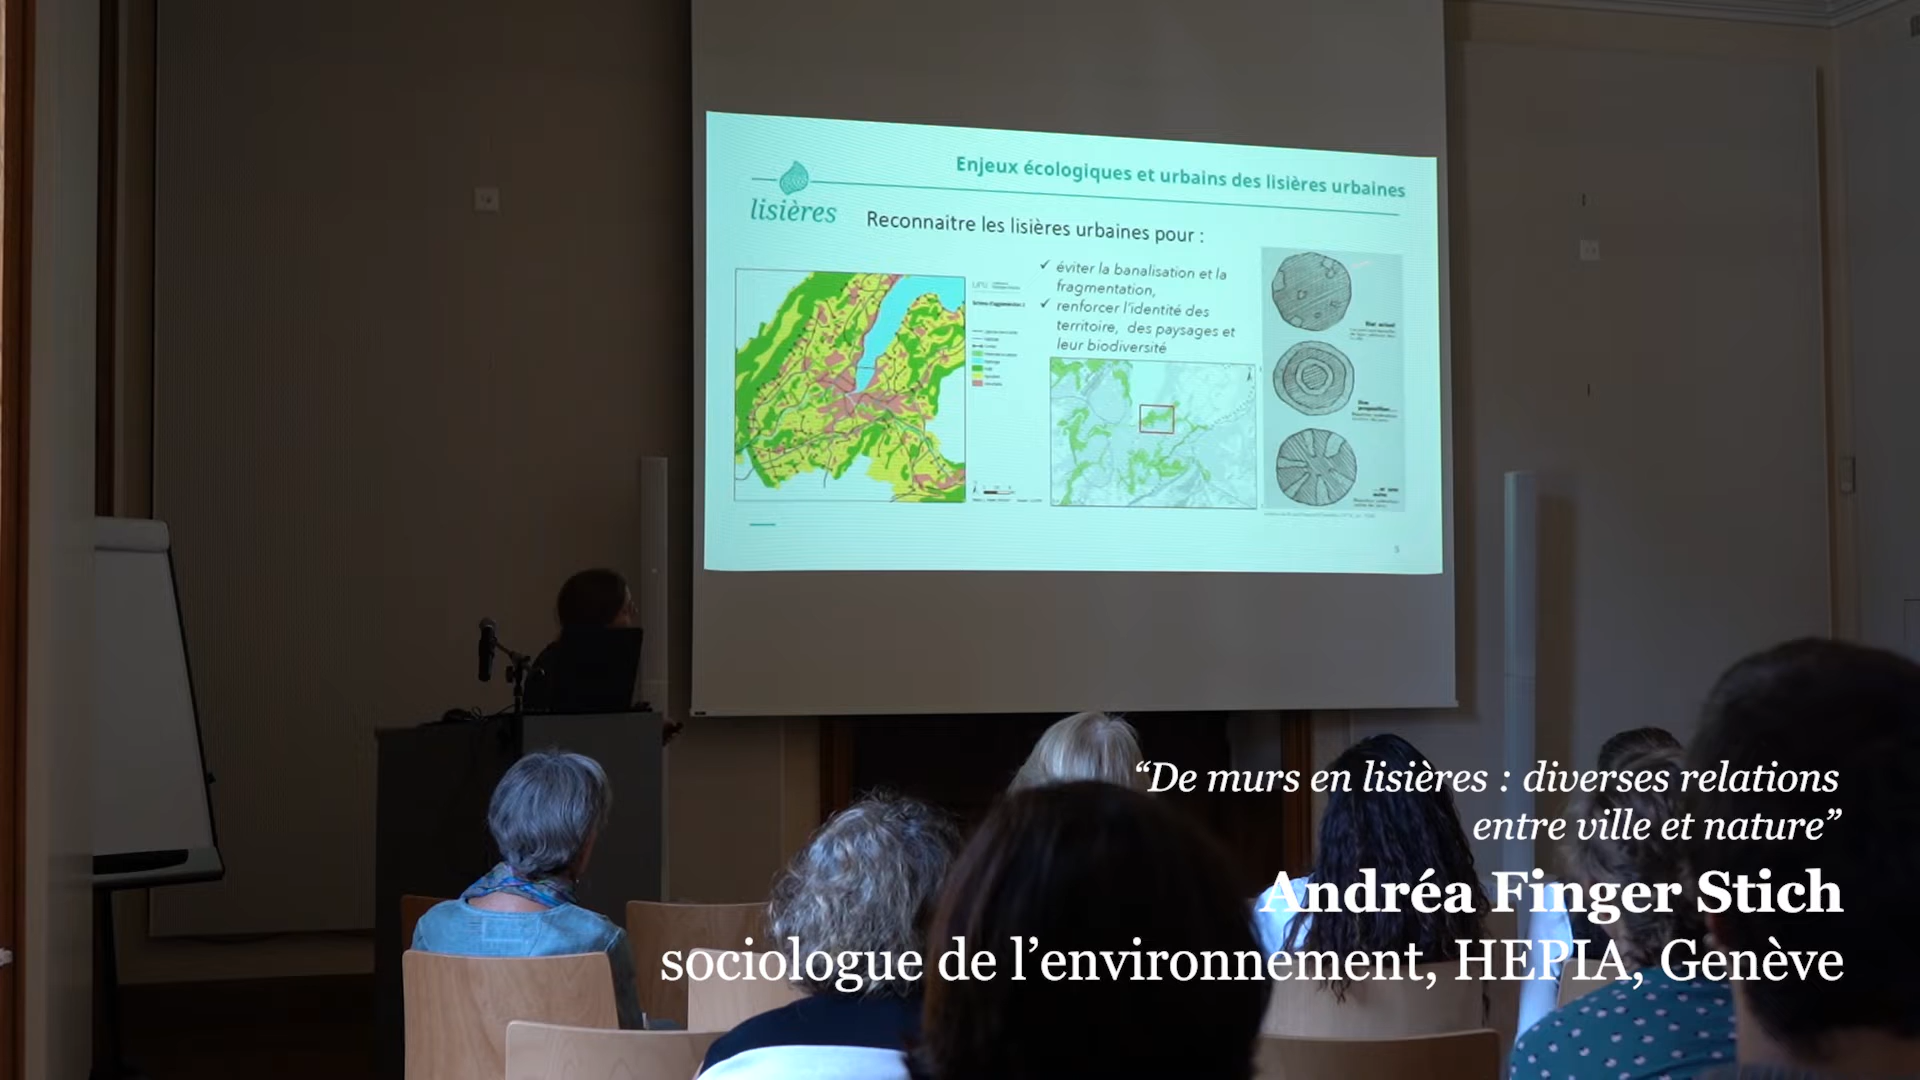 Enjeux écologiques et urbains des lisières urbaines
lisières
Reconnaitre les lisières urbaines pour :
✓ éviter la banalisation et la
fragmentation,
✓ renforcer l'identité des
territoire, des paysages et
leur biodiversité
5
“De murs en lisières : diverses relations
entre ville et nature”
Andréa Finger Stich
sociologue de l’environnement, HEPIA, Genève